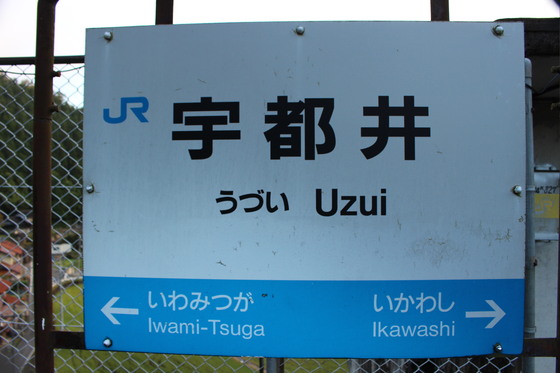 JR 宇都井
うづい Uzui
いわみつが いかわし
Iwami-Tsuga Ikawashi